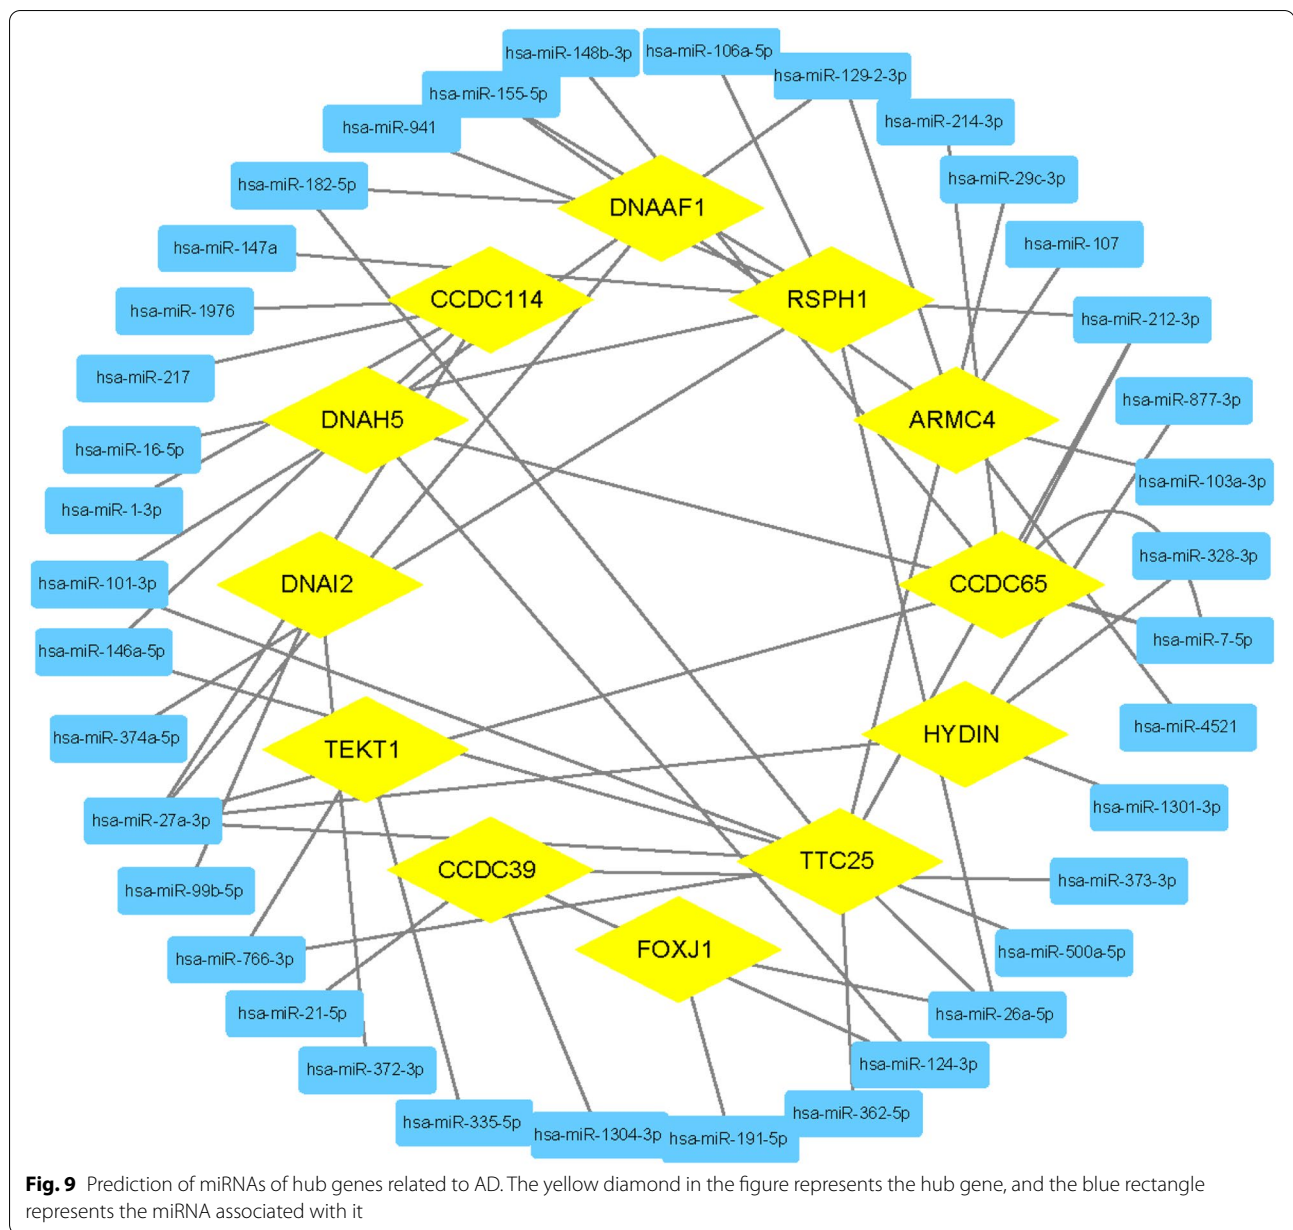 hsa-miR-148b-3p
hsa-miR-106a-5p
hsa-miR-129-2-3p
hsa-miR-155-5p
hsa-miR-941
hsa-miR-214-3p
hsa-miR-182-5p
hsa-miR-29c-3p
DNAAF1
hsa-miR-147a
hsa-miR-107
CCDC114
RSPH1
hsa-miR-1976
hsa-miR-212-3p
hsa-miR-217
hsa-miR-877-3p
DNAH5
ARMC4
hsa-miR-16-5p
hsa-miR-103a-3p
hsa-miR-1-3p
hsa-miR-328-3p
hsa-miR-101-3p
DNAI2
CCDC65
hsa-miR-7-5p
hsa-miR-146a-5p
hsa-miR-4521
hsa-miR-374a-5p
TEKT1
HYDIN
hsa-miR-1301-3p
hsa-miR-27a-3p
CCDC39
TTC25
hsa-miR-373-3p
hsa-miR-99b-5p
FOXJ1
hsa-miR-500a-5p
hsa-miR-766-3p
hsa-miR-21-5p
hsa-miR-26a-5p
hsa-miR-372-3p
hsa-miR-124-3p
hsa-miR-335-5p
hsa-miR-1304-3p
hsa-miR-191-5p
hsa-miR-362-5p
Fig. 9 Prediction of miRNAs of hub genes related to AD. The yellow diamond in the figure represents the hub gene, and the blue rectangle
represents the miRNA associated with it